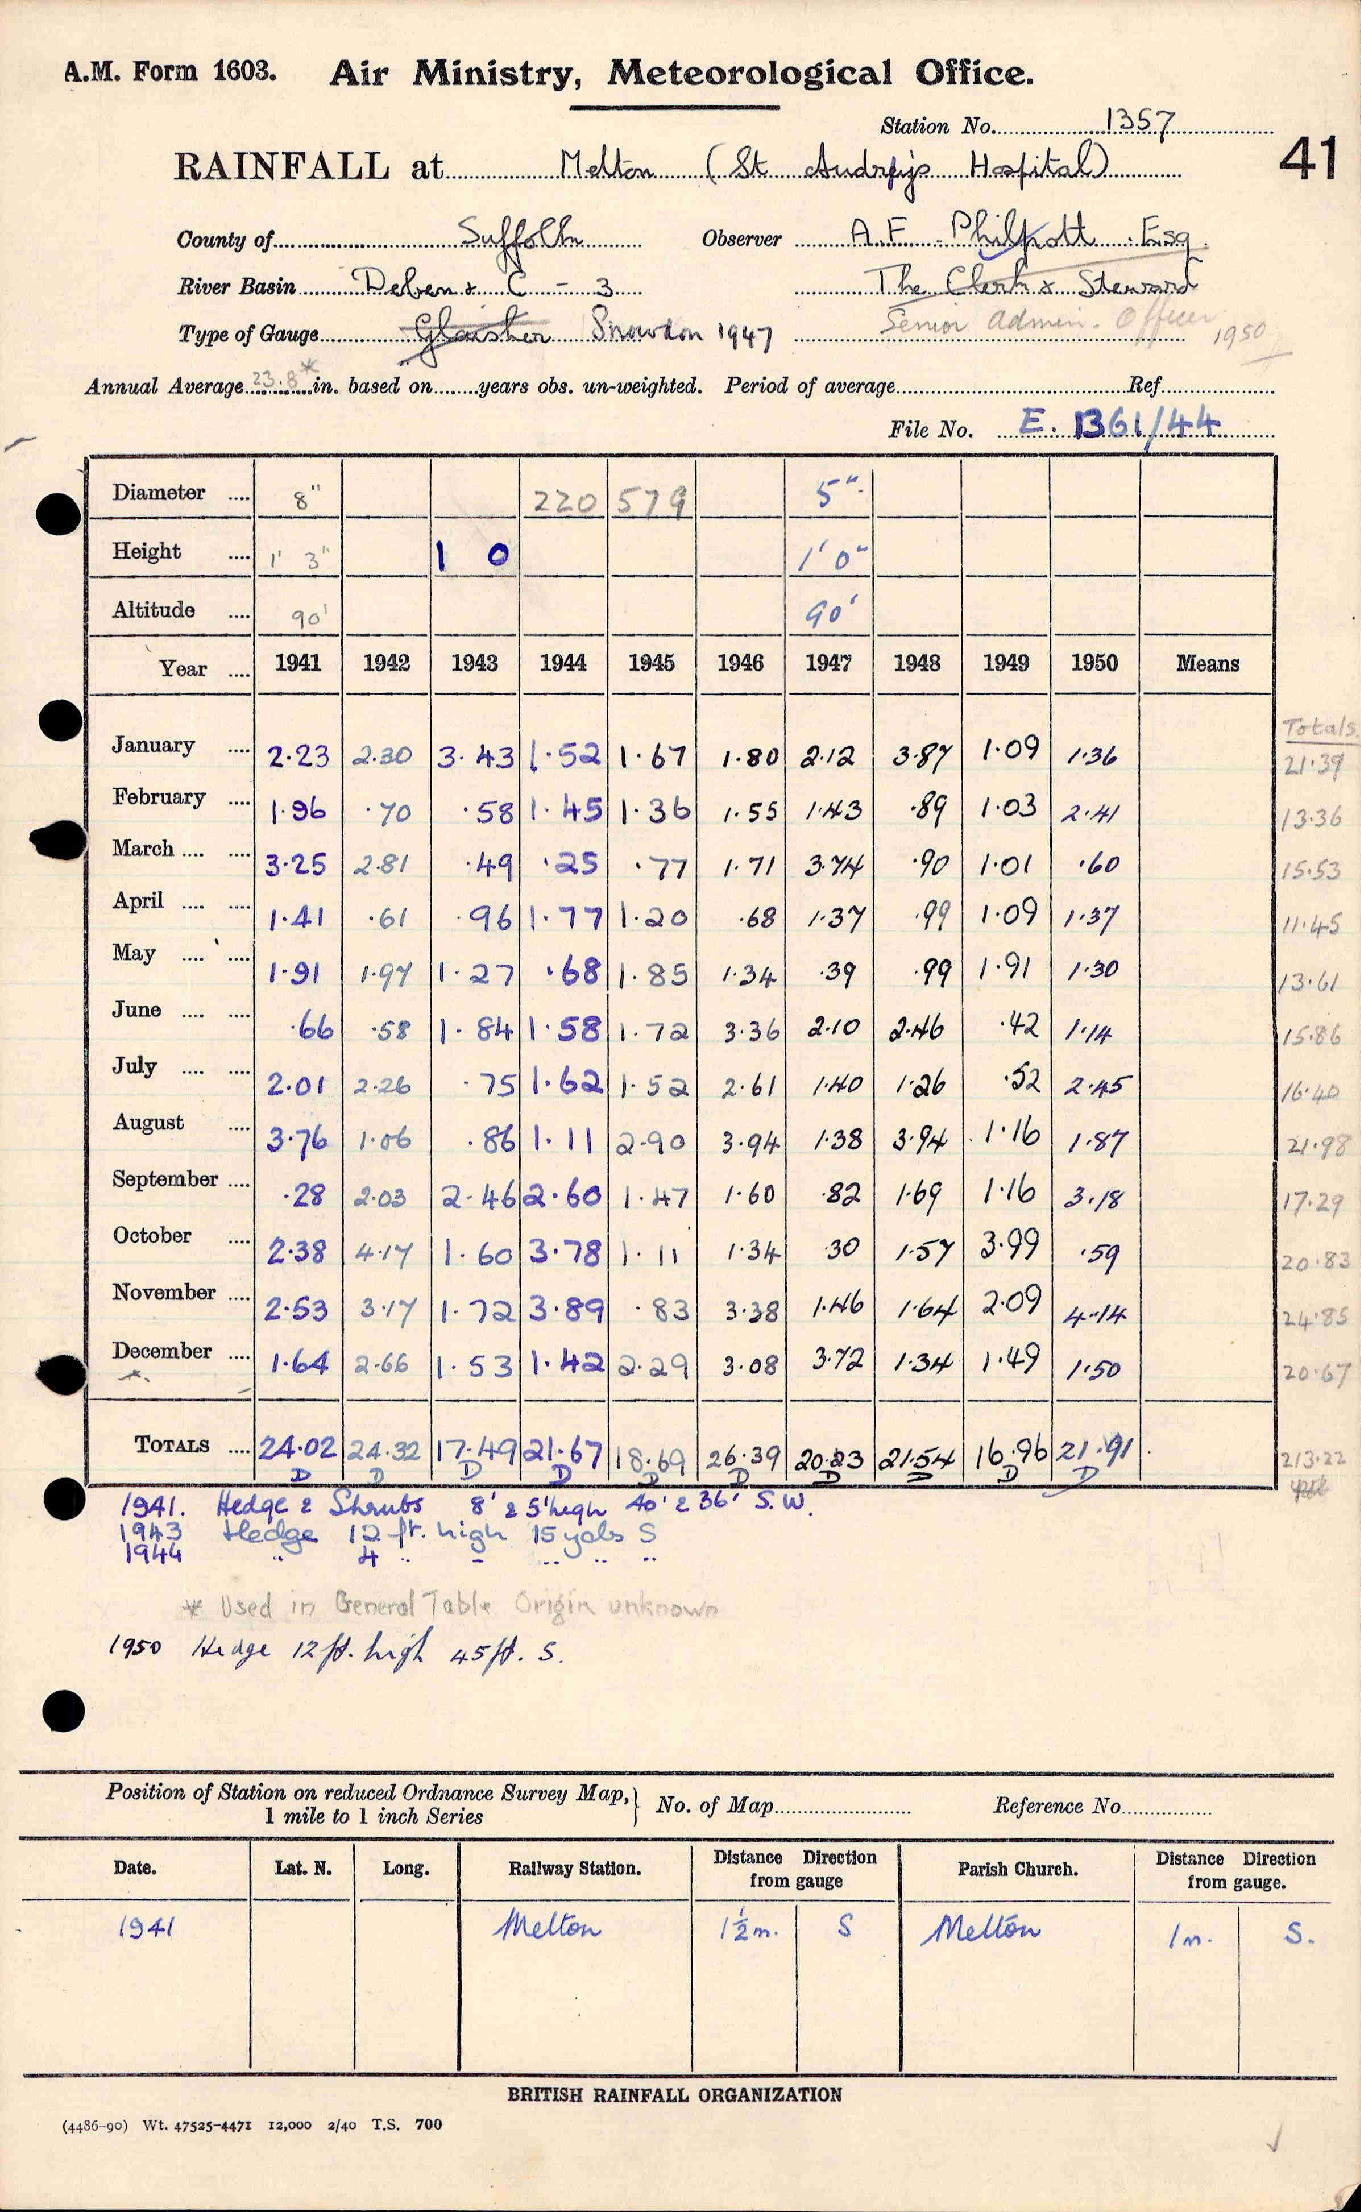 A.M. Form 1603. Air Ministry, Meteorological Office.
Station No. 1357
41
RAINFALL at Melton (St Audry's Hospital)
County of Suffolk Observer A.F. Philpott Esq.
River Basin Deben & C - 3 The Clerk & Steward
Type of Gauge Glaisher Snowdon 1947 Senior Admin. Officer 1950
Annual Average 23.8* in. based on years obs. un-weighted. Period of average Ref
File No. E. 1361/44
Diameter 8" 220 579 5"
Height 1' 3" 1 0 1' 0"
Altitude 90' 90'
Year 1941 1942 1943 1944 1945 1946 1947 1948 1949 1950 Means
Totals
January 2.23 2.30 3.43 1.52 1.67 1.80 2.12 3.87 1.09 1.36 21.39
February 1.96 .70 .58 1.45 1.36 1.55 1.43 .89 1.03 2.41 13.36
March 3.25 2.81 .49 .25 .77 1.71 3.74 .90 1.01 .60 15.53
April 1.41 .61 .96 1.77 1.20 .68 1.37 .99 1.09 1.37 11.45
May 1.91 1.97 1.27 .68 1.85 1.34 .39 .99 1.91 1.30 13.61
June .66 .58 1.84 1.58 1.72 3.36 2.10 2.46 .42 1.14 15.86
July 2.01 2.26 .75 1.62 1.52 2.61 1.40 1.26 .52 2.45 16.40
August 3.76 1.06 .86 1.11 2.90 3.94 1.38 3.94 1.16 1.87 21.98
September .28 2.03 2.46 2.60 1.47 1.60 .82 1.69 1.16 3.18 17.29
October 2.38 4.17 1.60 3.78 1.11 1.34 .30 1.57 3.99 .59 20.83
November 2.53 3.17 1.72 3.89 .83 3.38 1.46 1.64 2.09 4.14 24.85
December 1.64 2.66 1.53 1.42 2.29 3.08 3.72 1.34 1.49 1.50 20.67
TOTALS 24.02 24.32 17.49 21.67 18.69 26.39 20.23 21.54 16.96 21.91 213.22
D D D D D D D D D D
1941. Hedge & Shrubs 8' & 5' high 40' & 36' S.W.
1943 Hedge 12 ft. high 15 yds S
1944 " 4 " " " " "
* Used in General Table Origin unknown
1950 Hedge 12 ft. high 45 ft. S.
Position of Station on reduced Ordnance Survey Map, 1 mile to 1 inch Series } No. of Map Reference No.
Date. Lat. N. Long. Railway Station. Distance Direction from gauge Parish Church. Distance Direction from gauge.
1941 Melton 1½m. S Melton 1m. S.
BRITISH RAINFALL ORGANIZATION
(4486-90) Wt. 47525-4471 12,000 2/40 T.S. 700